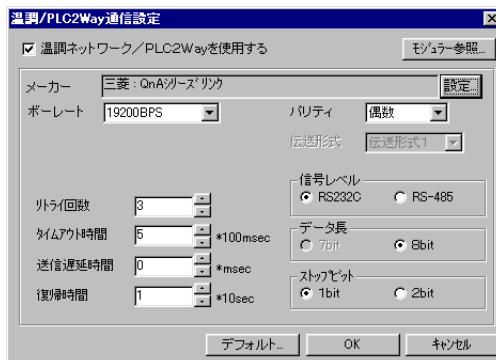 温調/PLC2Way通信設定
温調ネットワーク／PLC2Wayを使用する
ﾓｼﾞｭﾗｰ参照...
メーカー
三菱：QnAｼﾘｰｽﾞﾘﾝｸ
設定...
ボーレート
19200BPS
パリティ
偶数
伝送形式
伝送形式1
信号レベル
RS232C
RS-485
ﾘﾄﾗｲ回数
3
ﾀｲﾑｱｳﾄ時間
5
*100msec
データ長
7bit
8bit
送信遅延時間
0
*msec
復帰時間
1
*10sec
ｽﾄｯﾌﾟﾋﾞｯﾄ
1bit
2bit
デフォルト...
OK
ｷｬﾝｾﾙ